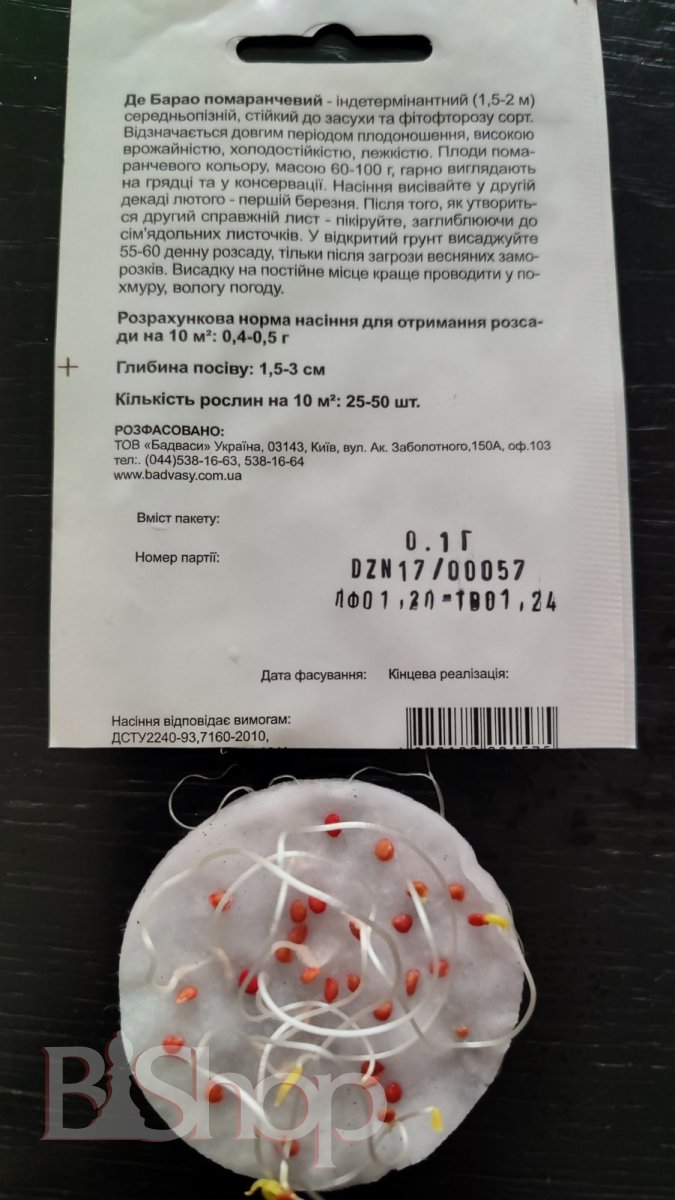 Де Барао помаранчевий - індетермінантний (1,5-2 м)
середньопізній, стійкий до засухи та фітофторозу сорт.
Відзначається довгим періодом плодоношення, високою
врожайністю, холодостійкістю, лежкістю. Плоди пома-
ранчевого кольору, масою 60-100 г, гарно виглядають
на грядці та у консервації. Насіння висівайте у другій
декаді лютого - першій березня. Після того, як утворить-
ся другий справжній лист - пікіруйте, заглиблюючи до
сім'ядольних листочків. У відкритий грунт висаджуйте
55-60 денну розсаду, тільки після загрози весняних замо-
розків. Висадку на постійне місце краще проводити у по-
хмуру, вологу погоду.
Розрахункова норма насіння для отримання розса-
ди на 10 м²: 0,4-0,5 г
Глибина посіву: 1,5-3 см
Кількість рослин на 10 м²: 25-50 шт.
РОЗФАСОВАНО:
ТОВ «Бадваси» Україна, 03143, Київ, вул. Ак. Заболотного,150А, оф.103
тел:. (044)538-16-63, 538-16-64
www.badvasy.com.ua
Вміст пакету:
0.1Г
Номер партії:
DZN17/00057
ДФ01,20-ТВ01,24
Дата фасування: Кінцева реалізація:
Насіння відповідає вимогам:
ДСТУ2240-93,7160-2010,
BiShop